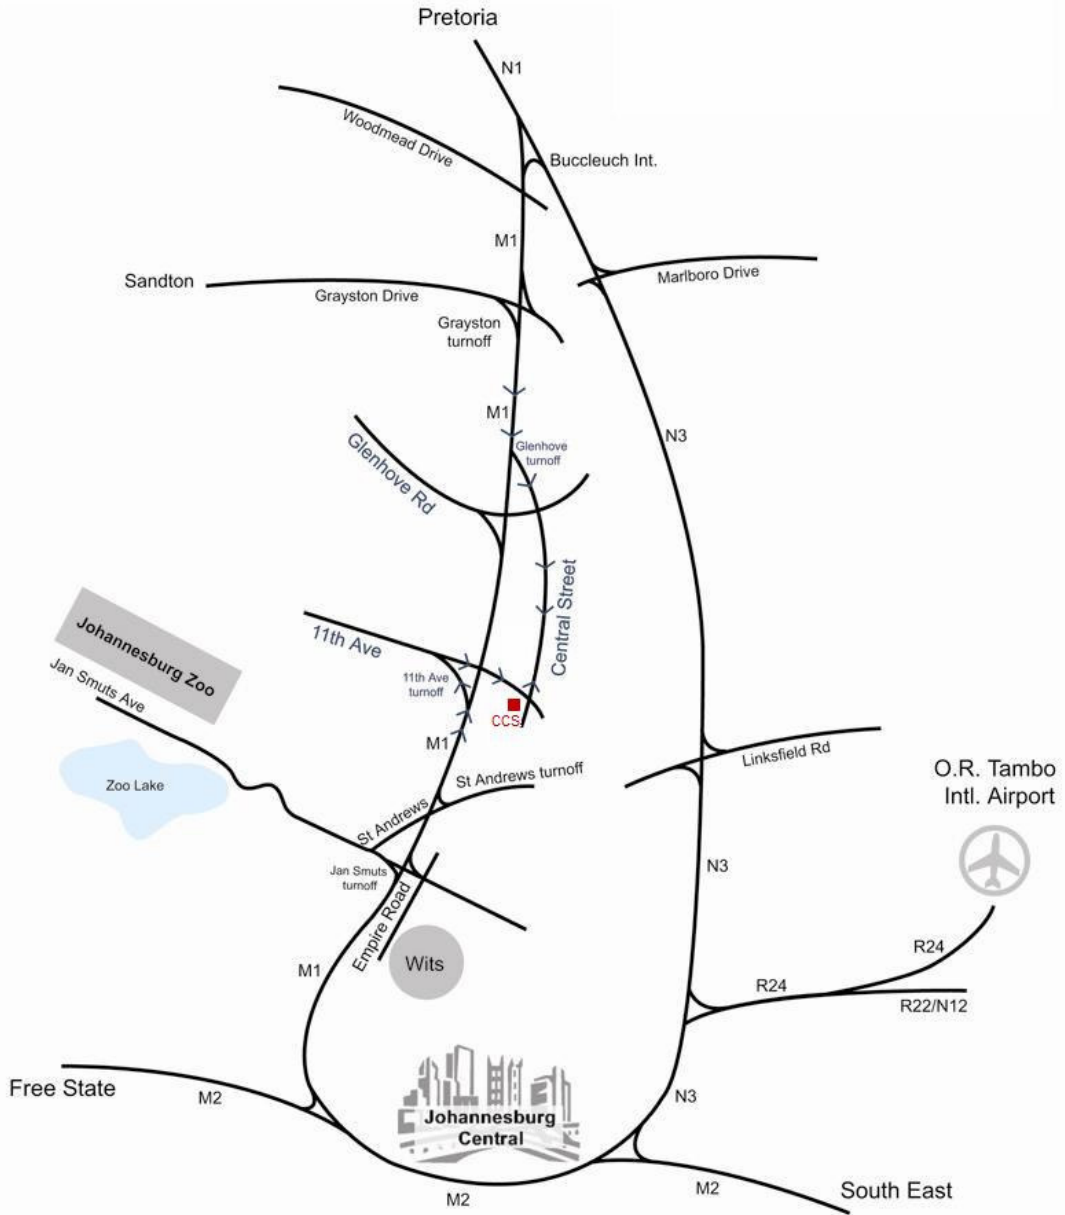 Pretoria
N1
Woodmead Drive
Buccleuch Int.
M1
Marlboro Drive
Sandton
Grayston Drive
Grayston
turnoff
M1
N3
Glenhove
turnoff
Glenhove Rd
Central Street
Johannesburg Zoo
11th Ave
Jan Smuts Ave
11th Ave
turnoff
CCS
M1
Linksfield Rd
St Andrews turnoff
O.R. Tambo
Intl. Airport
Zoo Lake
St Andrews
Jan Smuts
turnoff
N3
Empire Road
Wits
M1
R24
R24
R22/N12
Free State
M2
N3
Johannesburg
Central
M2
M2
South East